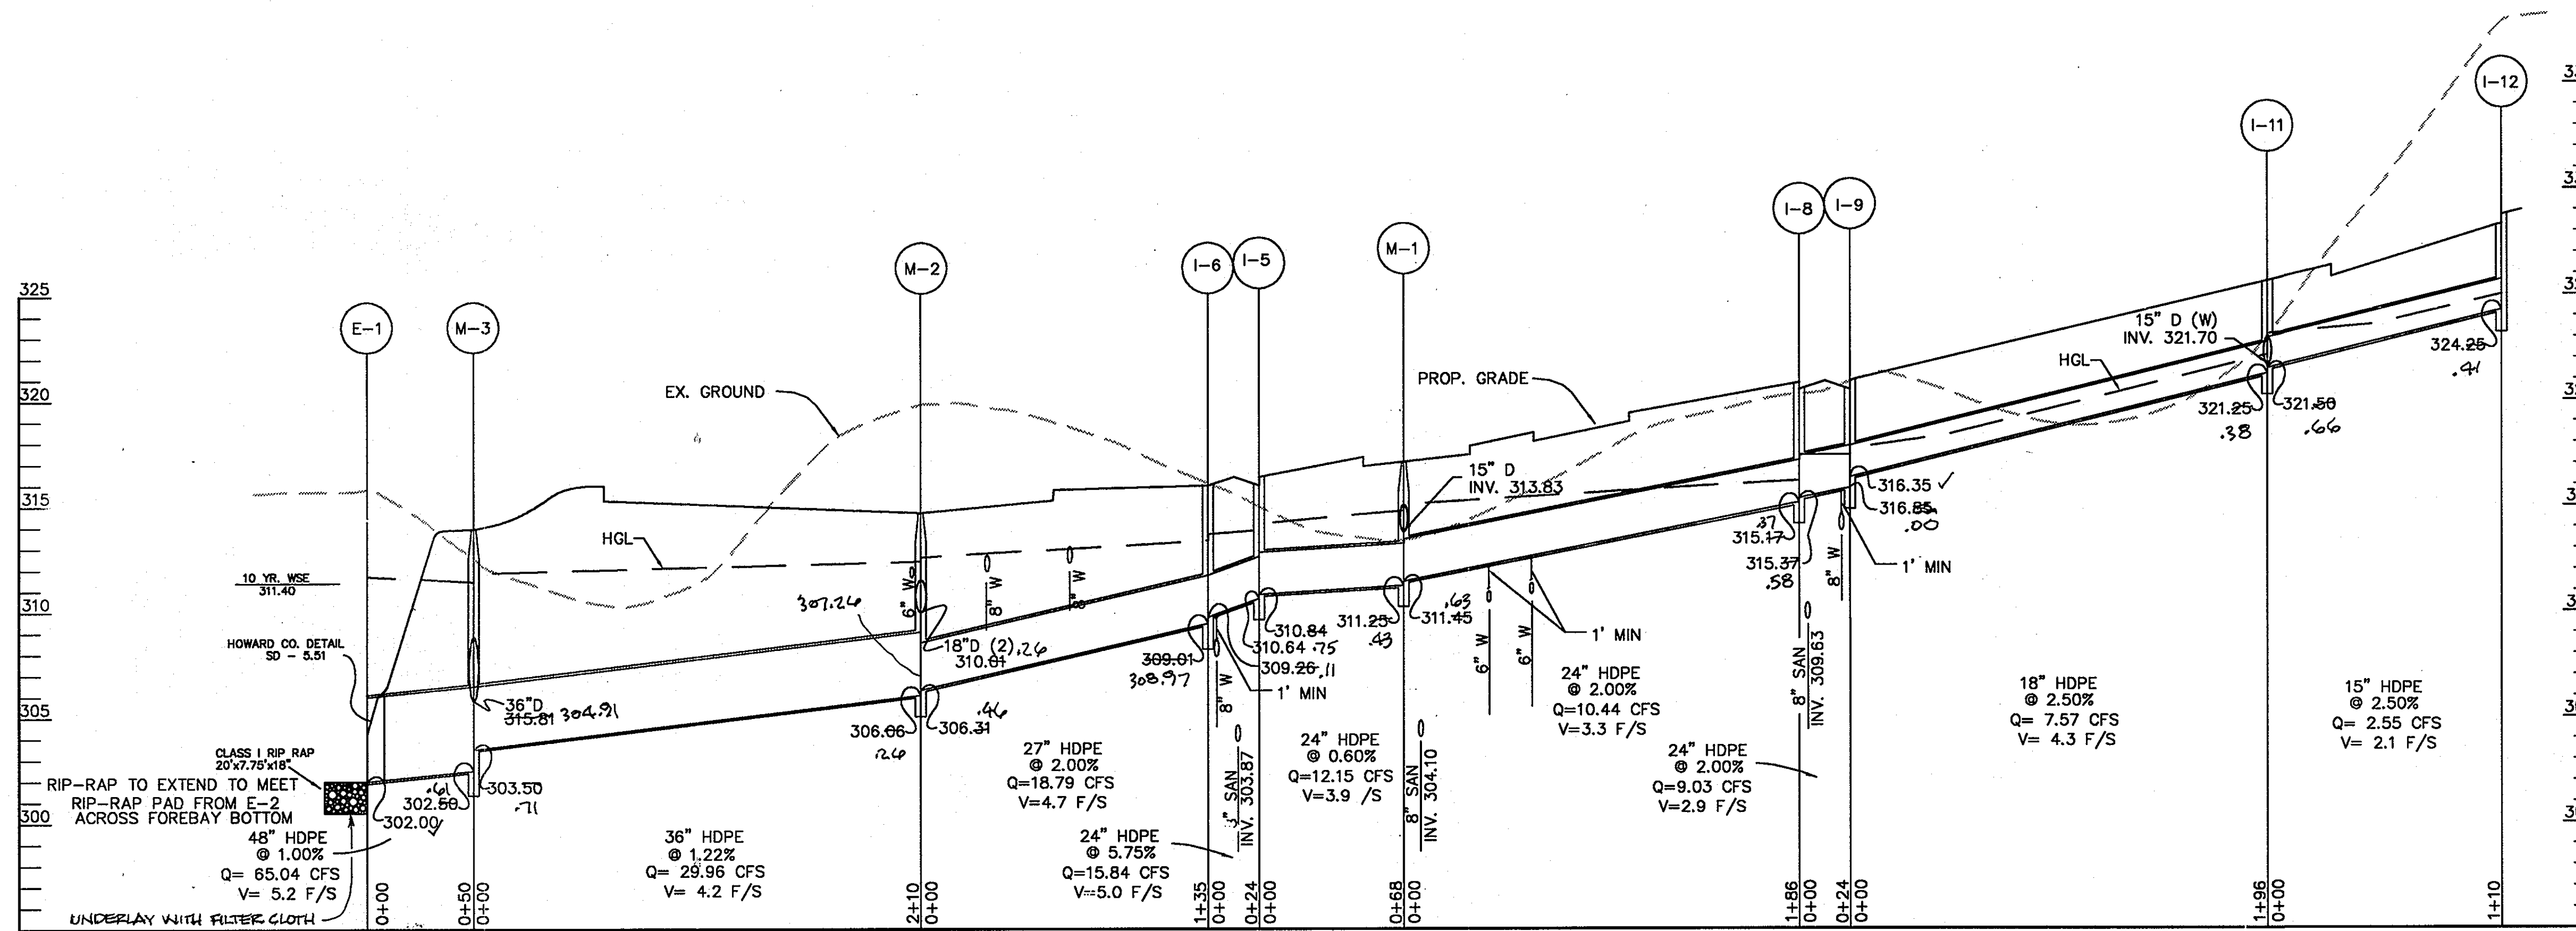 I-12
I-11
I-8
I-9
M-1
I-6
I-5
M-2
E-1
M-3
325
320
315
310
305
300
EX. GROUND
PROP. GRADE
HGL
HGL
15" D (W)
INV. 321.70
324.25
.41
321.25
.38
321.50
.66
15" D
INV. 313.83
316.35 ✓
316.85
.00
1' MIN
.37
315.17
315.37
.58
8" W
8" SAN
INV. 309.63
10 YR. WSE
311.40
HOWARD CO. DETAIL
SD - 5.51
6" W
8" W
8" W
307.26
18"D (2) .26
310.01
306.06
.26
306.31
.46
309.01
308.97
310.84
310.64 .75
309.26 .11
1' MIN
8" W
311.25
.43
.63
311.45
6" W
6" W
1' MIN
36"D
315.81 304.91
CLASS I RIP RAP
20'x7.75'x18"
RIP-RAP TO EXTEND TO MEET
RIP-RAP PAD FROM E-2
ACROSS FOREBAY BOTTOM
.61
302.50
302.00 ✓
303.50
.71
48" HDPE
@ 1.00%
Q= 65.04 CFS
V= 5.2 F/S
UNDERLAY WITH FILTER CLOTH
36" HDPE
@ 1.22%
Q= 29.96 CFS
V= 4.2 F/S
27" HDPE
@ 2.00%
Q=18.79 CFS
V=4.7 F/S
24" HDPE
@ 5.75%
Q=15.84 CFS
V=5.0 F/S
SAN
INV. 303.87
24" HDPE
@ 0.60%
Q=12.15 CFS
V=3.9 /S
8" SAN
INV. 304.10
24" HDPE
@ 2.00%
Q=10.44 CFS
V=3.3 F/S
24" HDPE
@ 2.00%
Q=9.03 CFS
V=2.9 F/S
18" HDPE
@ 2.50%
Q= 7.57 CFS
V= 4.3 F/S
15" HDPE
@ 2.50%
Q= 2.55 CFS
V= 2.1 F/S
0+00
0+50
0+00
2+10
0+00
1+35
0+00
0+24
0+00
0+68
0+00
1+86
0+00
0+24
0+00
1+96
0+00
1+10